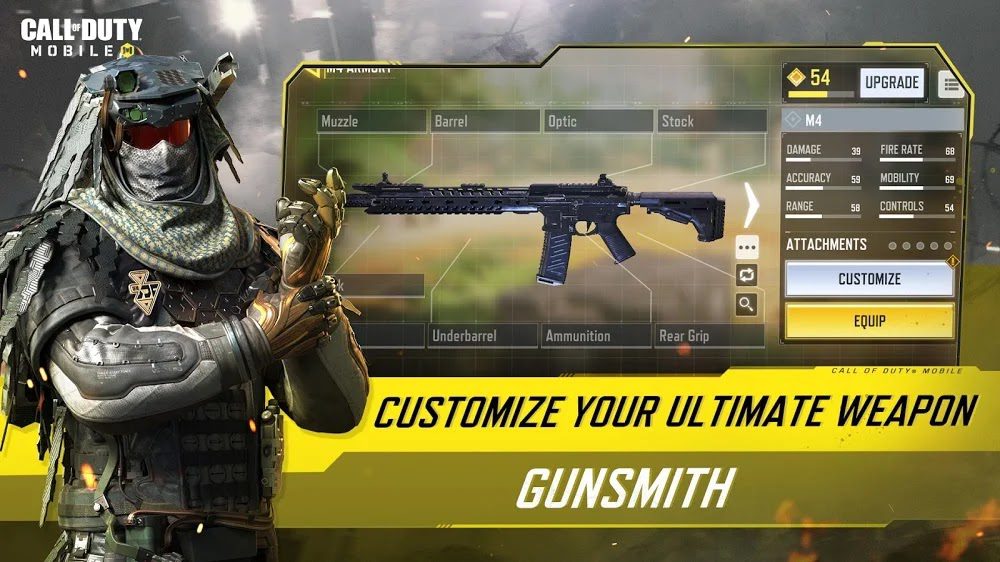 CALL OF DUTY
MOBILE
M4 ARMORY
54
UPGRADE
Muzzle
Barrel
Optic
Stock
M4
DAMAGE 39
FIRE RATE 68
ACCURACY 59
MOBILITY 69
RANGE 58
CONTROLS 54
ATTACHMENTS
CUSTOMIZE
EQUIP
Underbarrel
Ammunition
Rear Grip
CALL OF DUTY® MOBILE
CUSTOMIZE YOUR ULTIMATE WEAPON
GUNSMITH